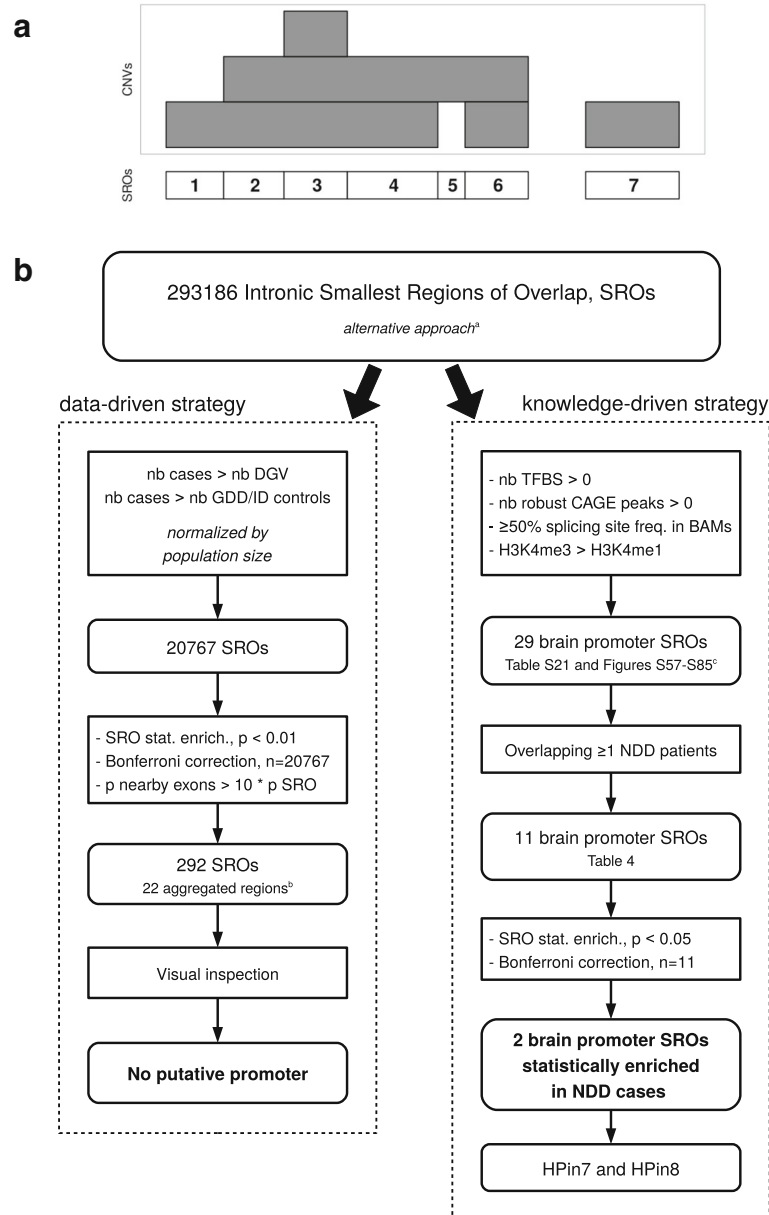 a
CNVs
SROs
1 2 3 4 5 6 7
b
293186 Intronic Smallest Regions of Overlap, SROs
alternative approachᵃ
data-driven strategy
nb cases > nb DGV
nb cases > nb GDD/ID controls
normalized by
population size
20767 SROs
- SRO stat. enrich., p < 0.01
- Bonferroni correction, n=20767
- p nearby exons > 10 * p SRO
292 SROs
22 aggregated regionsᵇ
Visual inspection
No putative promoter
knowledge-driven strategy
- nb TFBS > 0
- nb robust CAGE peaks > 0
- ≥50% splicing site freq. in BAMs
- H3K4me3 > H3K4me1
29 brain promoter SROs
Table S21 and Figures S57-S85ᶜ
Overlapping ≥1 NDD patients
11 brain promoter SROs
Table 4
- SRO stat. enrich., p < 0.05
- Bonferroni correction, n=11
2 brain promoter SROs
statistically enriched
in NDD cases
HPin7 and HPin8